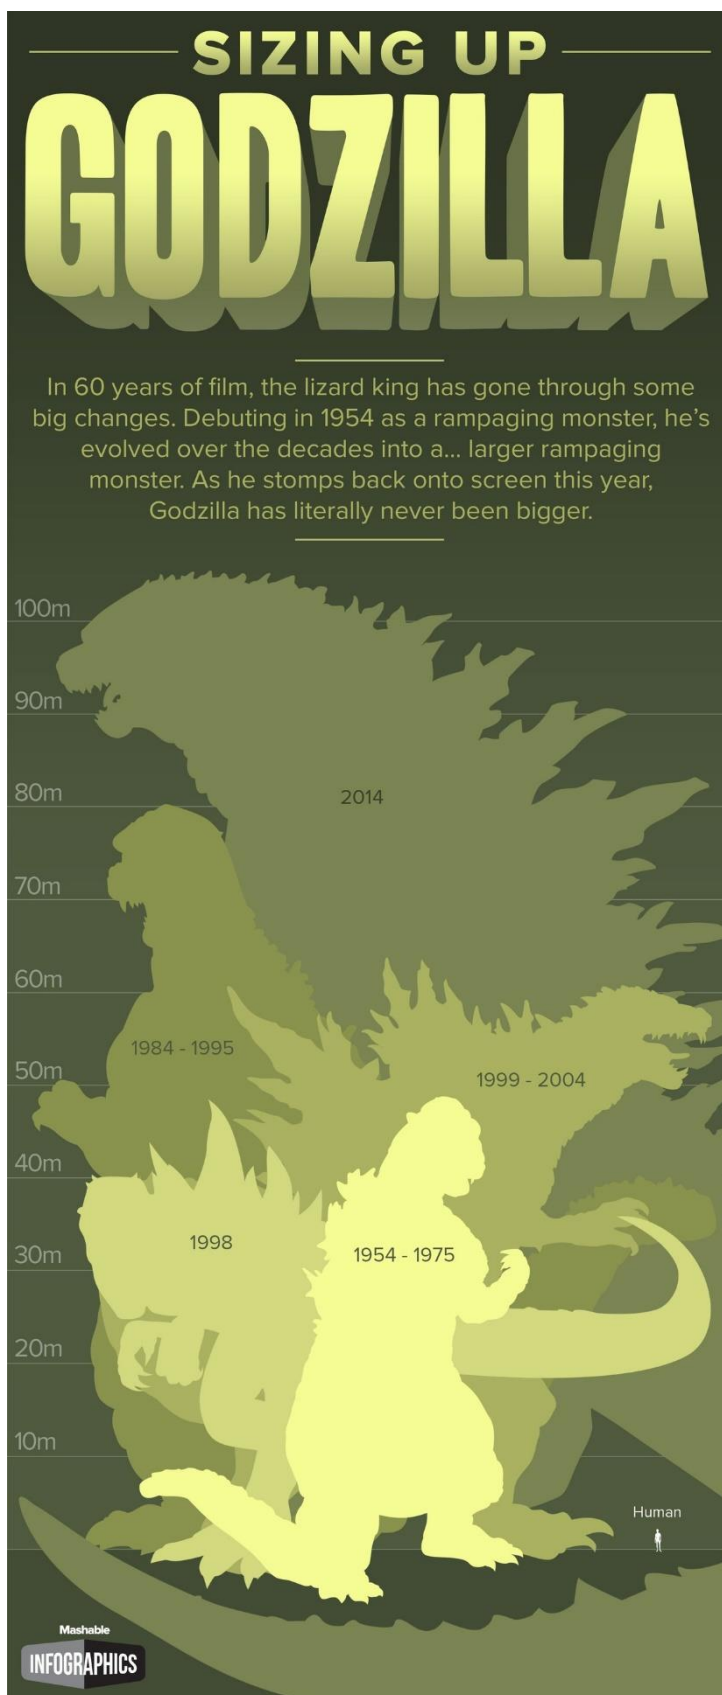 SIZING UP
GODZILLA
In 60 years of film, the lizard king has gone through some
big changes. Debuting in 1954 as a rampaging monster, he's
evolved over the decades into a... larger rampaging
monster. As he stomps back onto screen this year,
Godzilla has literally never been bigger.
100m
90m
80m
2014
70m
60m
1984 - 1995
50m
1999 - 2004
40m
1998
1954 - 1975
30m
20m
10m
Human
Mashable
INFOGRAPHICS